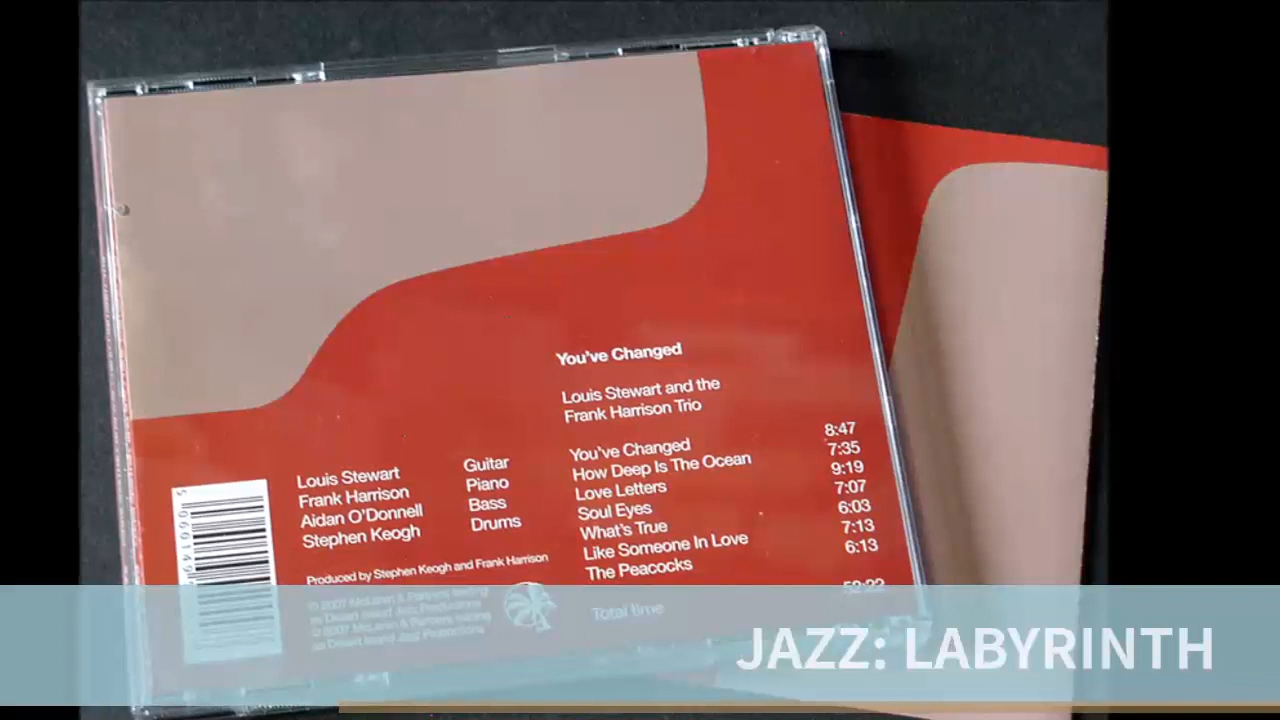 You've Changed
Louis Stewart and the
Frank Harrison Trio
You've Changed 8:47
How Deep Is The Ocean 7:35
Love Letters 9:19
Soul Eyes 7:07
What's True 6:03
Like Someone In Love 7:13
The Peacocks 6:13
Total time 52:22
Louis Stewart Guitar
Frank Harrison Piano
Aidan O'Donnell Bass
Stephen Keogh Drums
Produced by Stephen Keogh and Frank Harrison
JAZZ: LABYRINTH